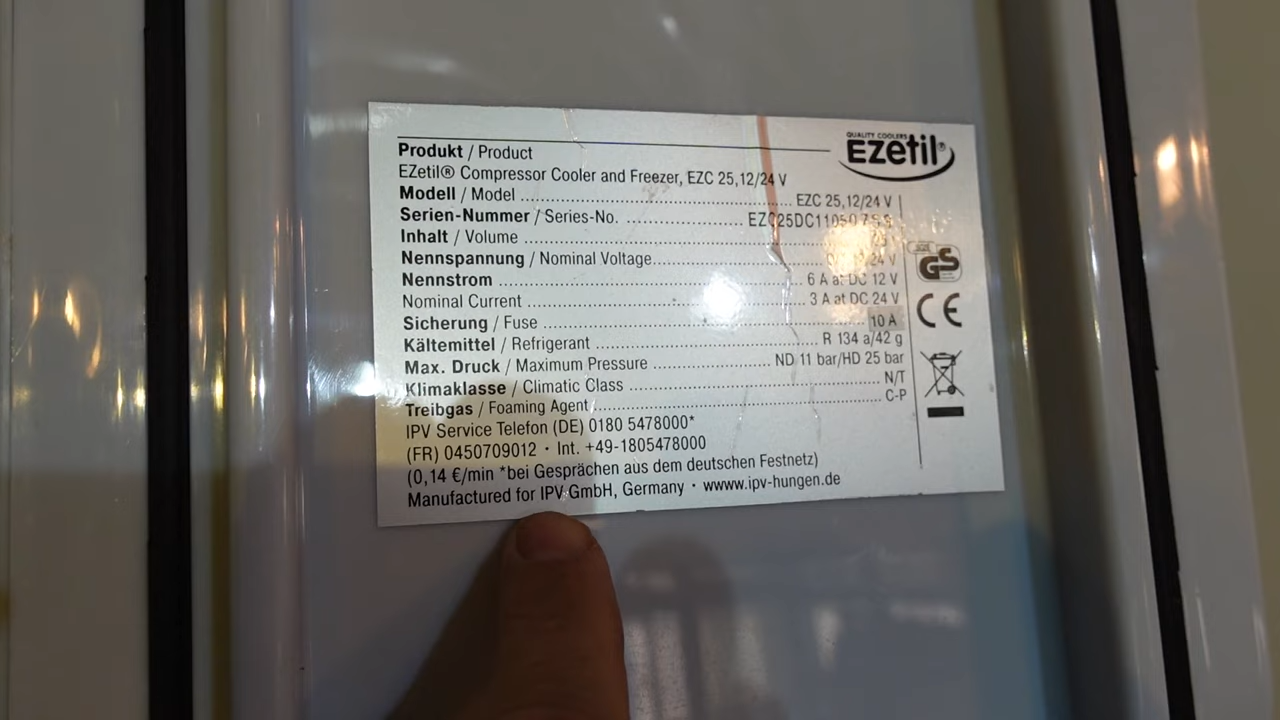 QUALITY COOLERS
EZetil®
Produkt / Product
EZetil® Compressor Cooler and Freezer, EZC 25,12/24 V
Modell / Model ........ EZC 25,12/24 V
Serien-Nummer / Series-No. ........
Inhalt / Volume ........
Nennspannung / Nominal Voltage........ 24V
Nennstrom ........ 6 A at DC 12 V
Nominal Current ........ 3 A at DC 24 V
Sicherung / Fuse ........ 10 A
Kältemittel / Refrigerant ........ R 134 a/42 g
Max. Druck / Maximum Pressure ........ ND 11 bar/HD 25 bar
Klimaklasse / Climatic Class ........ N/T
Treibgas / Foaming Agent ........ C-P
IPV Service Telefon (DE) 0180 5478000*
(FR) 0450709012 · Int. +49-1805478000
(0,14 €/min *bei Gesprächen aus dem deutschen Festnetz)
Manufactured for IPV GmbH, Germany · www.ipv-hungen.de
GS
CE